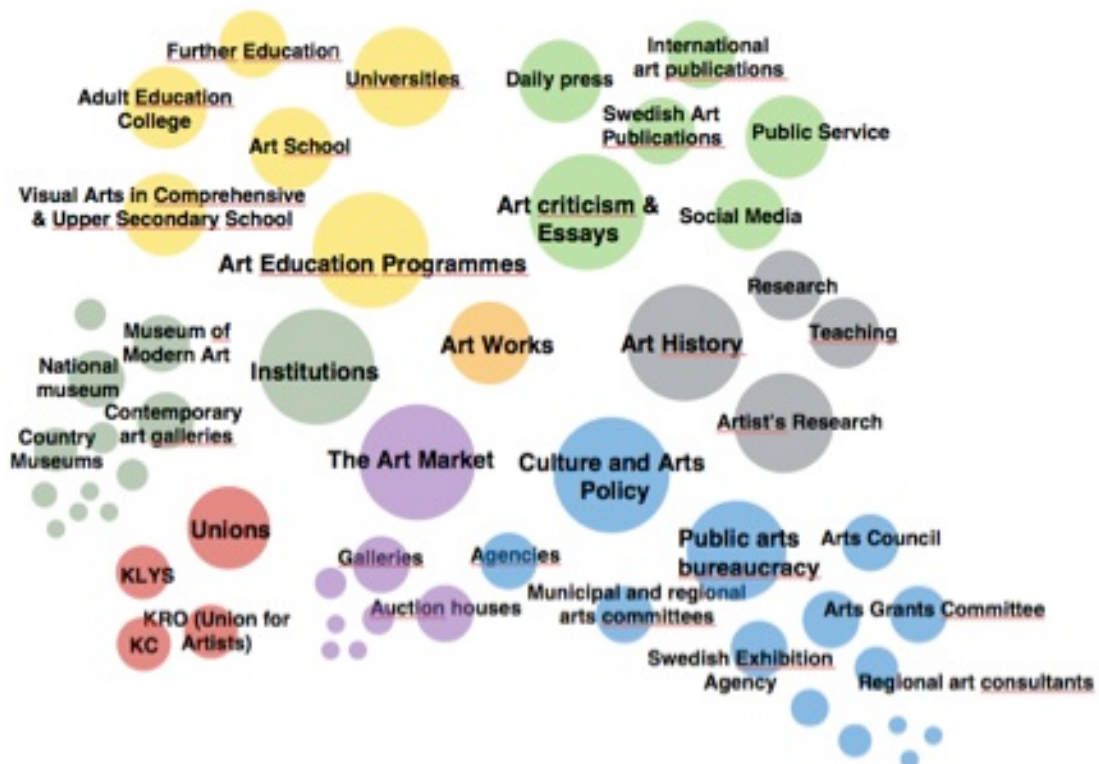 Further Education
Universities
Adult Education
College
Art School
Visual Arts in Comprehensive
& Upper Secondary School
Art Education Programmes
Daily press
International
art publications
Swedish Art
Publications
Public Service
Art criticism &
Essays
Social Media
Research
Teaching
Art History
Artist's Research
Art Works
Institutions
Museum of
Modern Art
National
museum
Contemporary
art galleries
Country
Museums
The Art Market
Culture and Arts
Policy
Unions
KLYS
KRO (Union for
Artists)
KC
Galleries
Agencies
Auction houses
Municipal and regional
arts committees
Public arts
bureaucracy
Arts Council
Arts Grants Committee
Swedish Exhibition
Agency
Regional art consultants